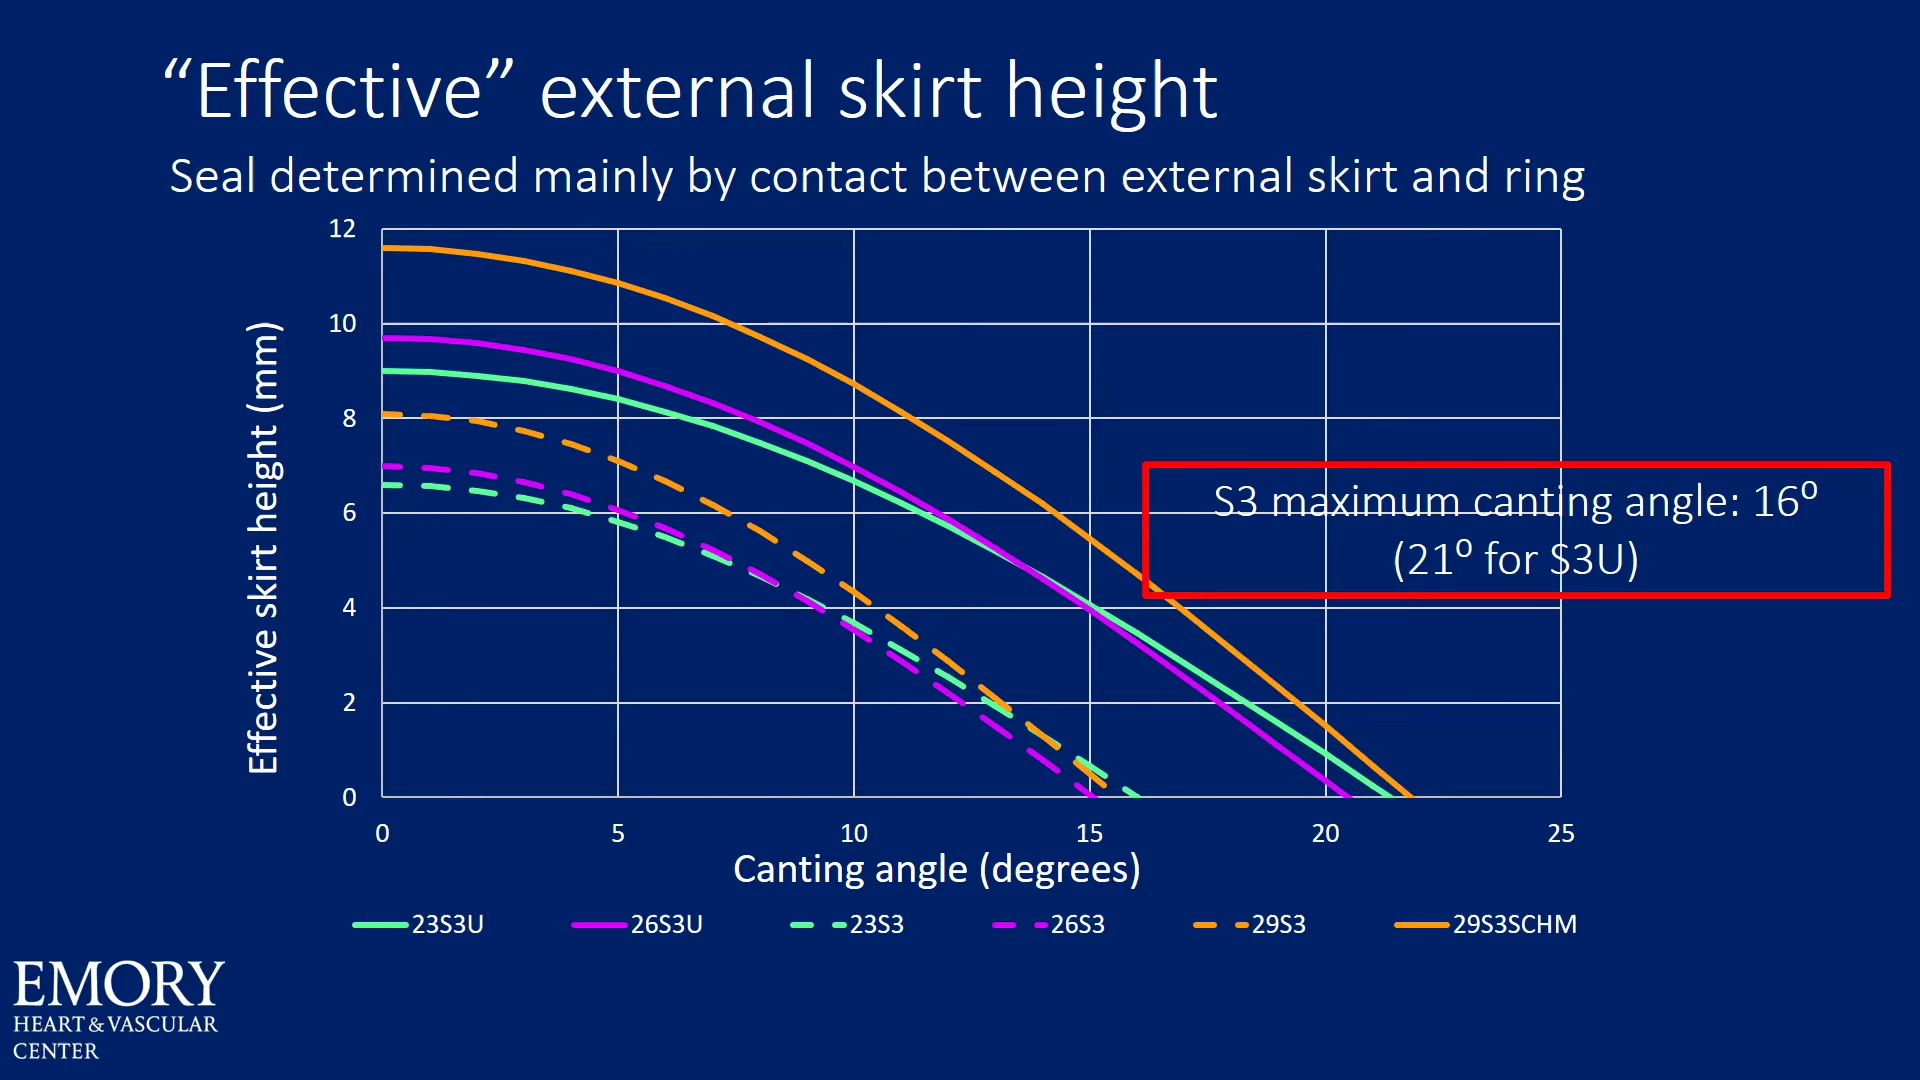 “Effective” external skirt height
Seal determined mainly by contact between external skirt and ring
12
10
8
6
4
2
0
Effective skirt height (mm)
S3 maximum canting angle: 16⁰
(21⁰ for S3U)
0 5 10 15 20 25
Canting angle (degrees)
23S3U 26S3U 23S3 26S3 29S3 29S3SCHM
EMORY
HEART & VASCULAR
CENTER